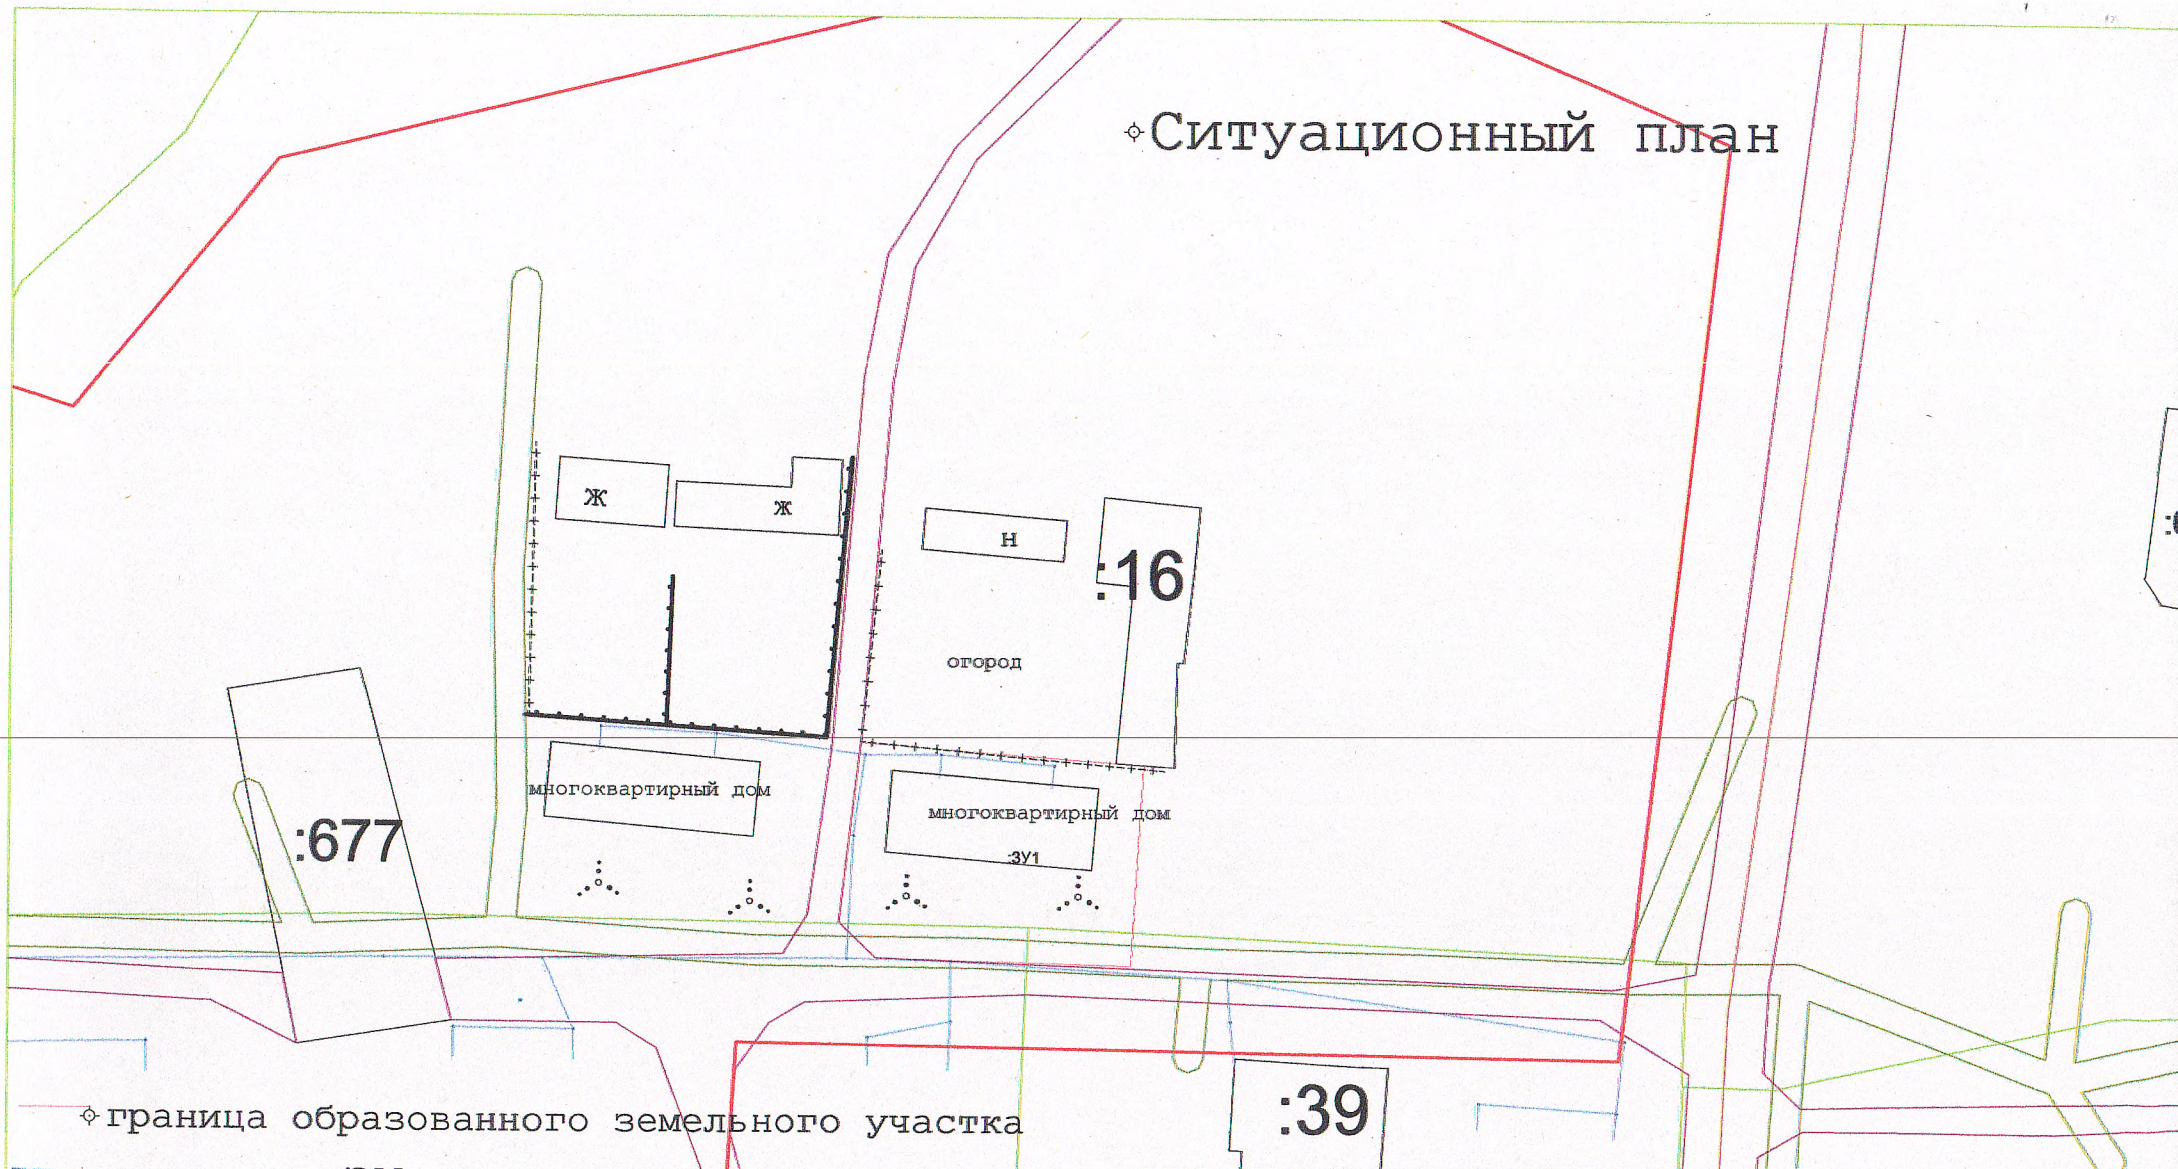 Ситуационный план
Ж
Ж
Н
:16
огород
многоквартирный дом
многоквартирный дом
:677
:ЗУ1
:39
граница образованного земельного участка